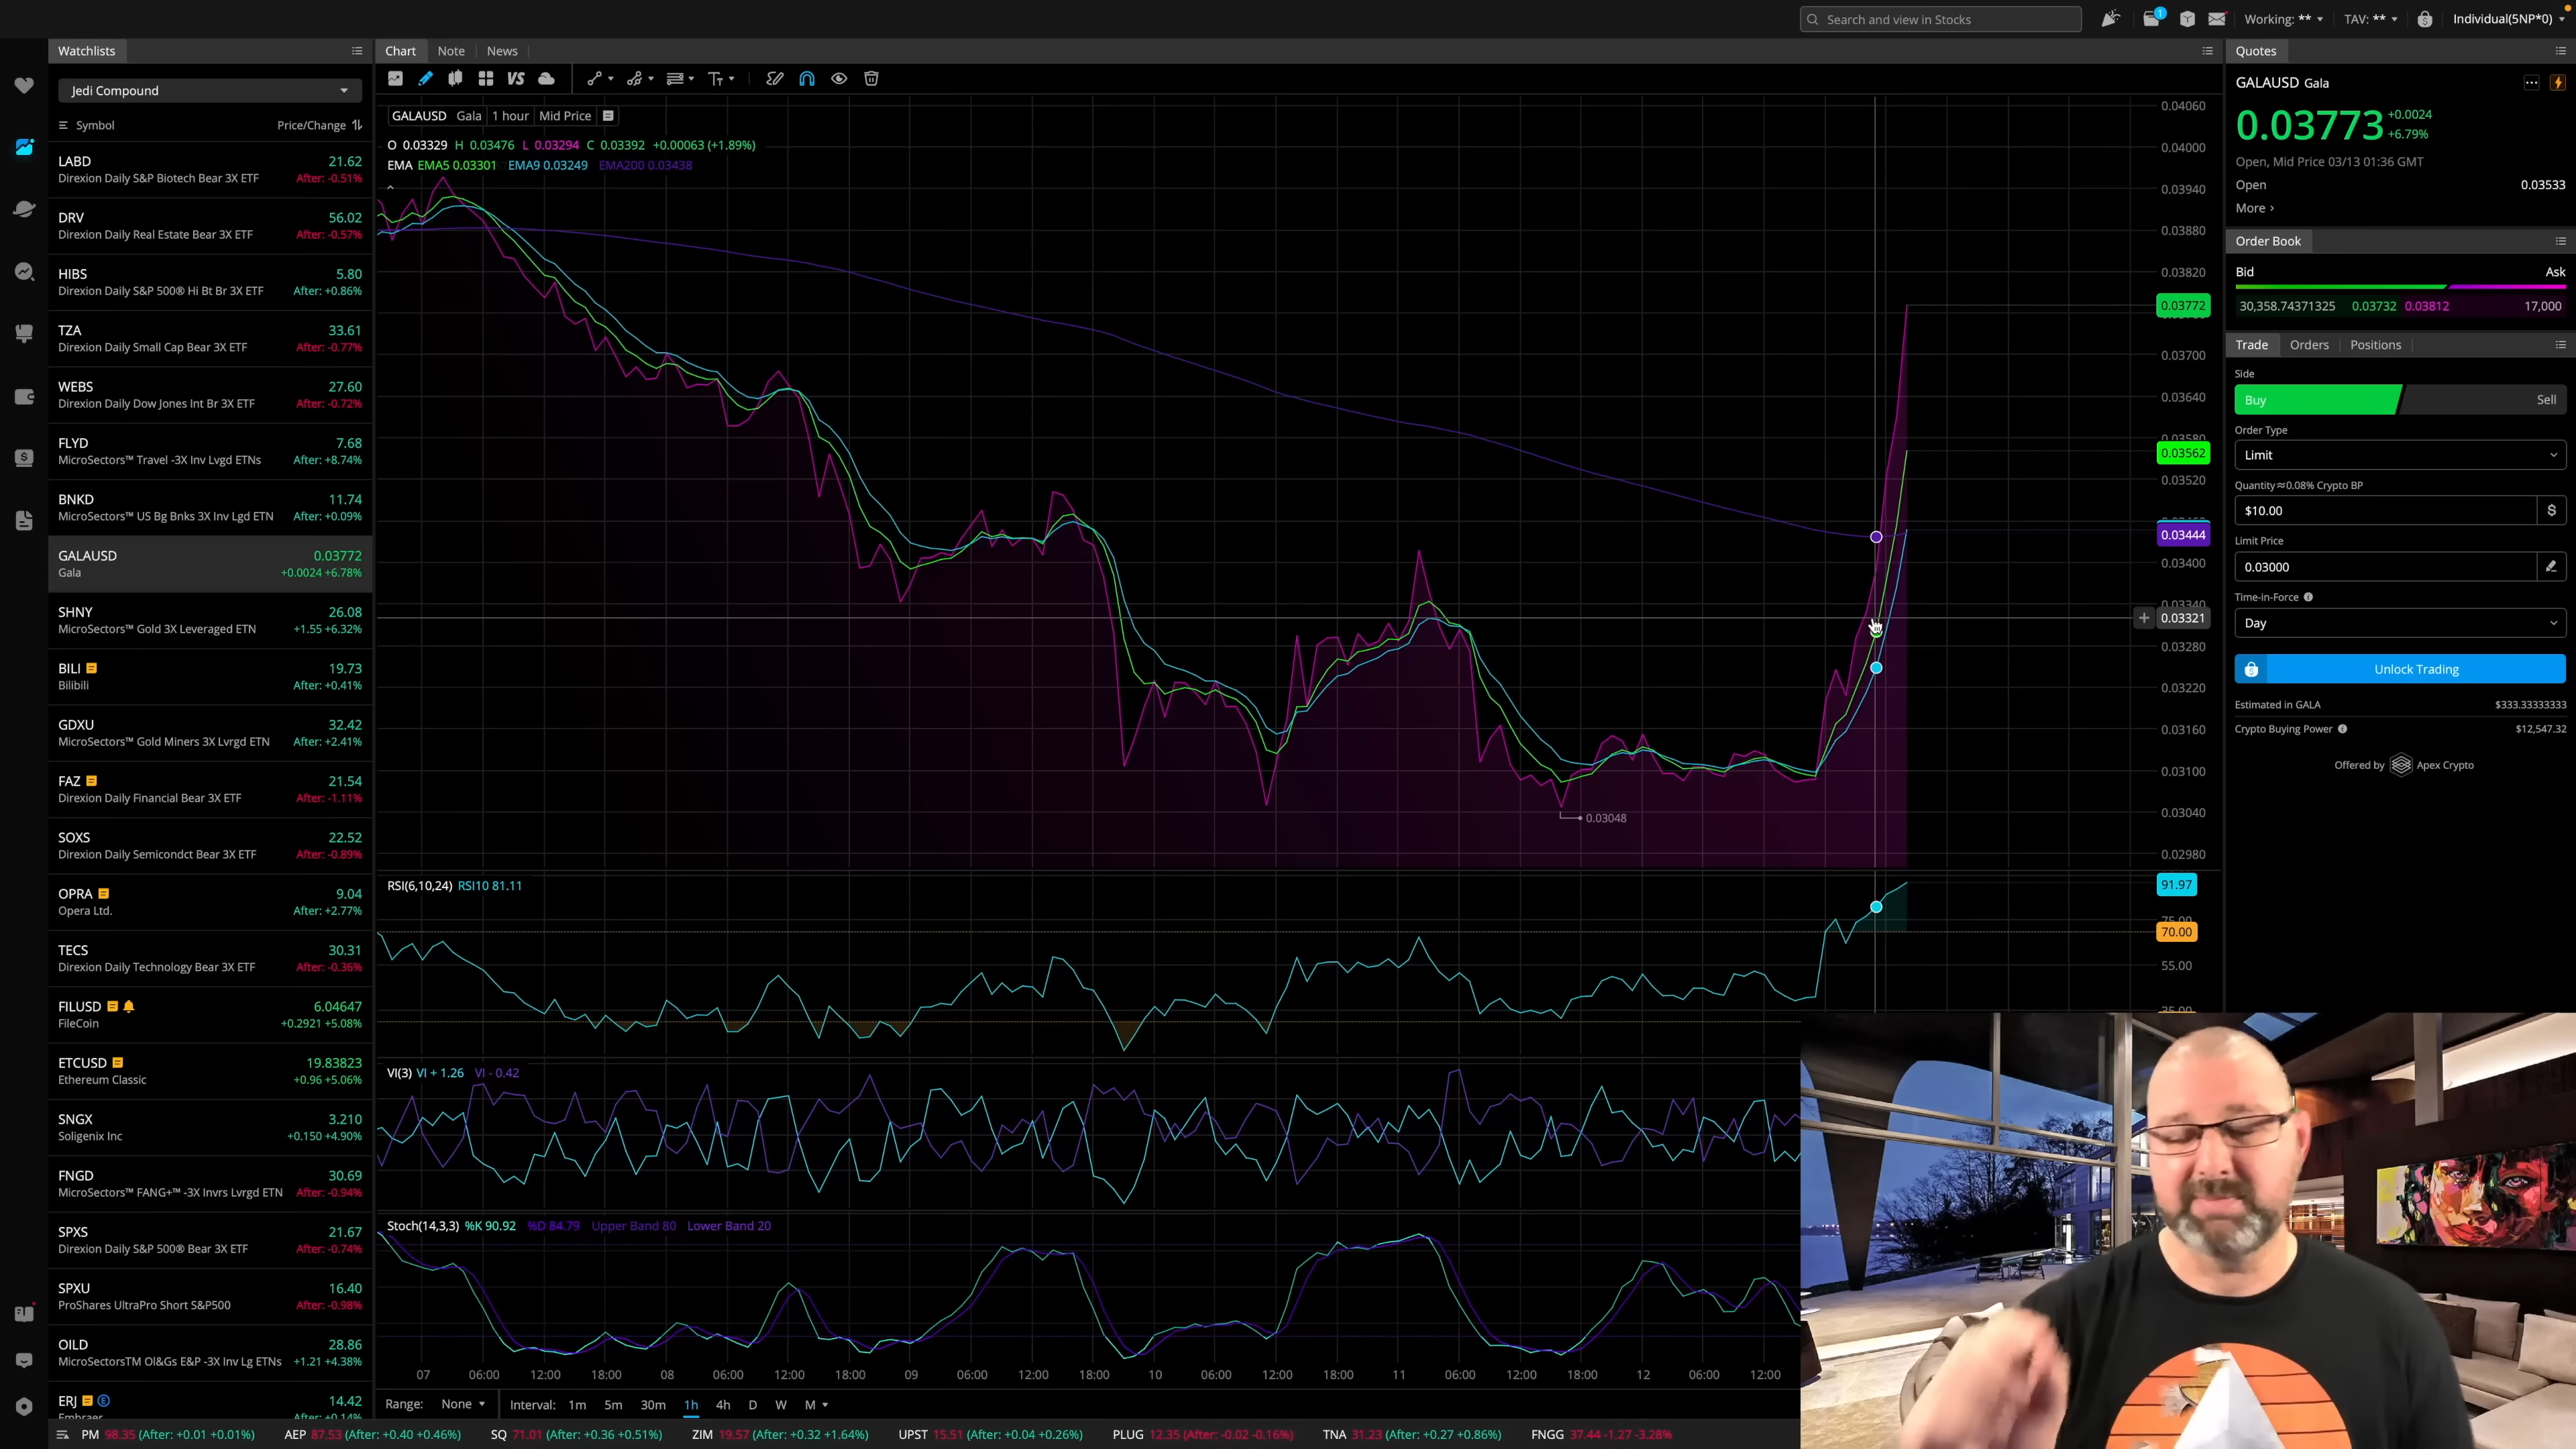 Search and view in Stocks
1
Working: **
TAV: **
Individual(5NP*0)
Watchlists
Jedi Compound
Symbol Price/Change
LABD 21.62
Direxion Daily S&P Biotech Bear 3X ETF After: -0.51%
DRV 56.02
Direxion Daily Real Estate Bear 3X ETF After: -0.57%
HIBS 5.80
Direxion Daily S&P 500® Hi Bt Br 3X ETF After: +0.86%
TZA 33.61
Direxion Daily Small Cap Bear 3X ETF After: -0.77%
WEBS 27.60
Direxion Daily Dow Jones Int Br 3X ETF After: -0.72%
FLYD 7.68
MicroSectors™ Travel -3X Inv Lvgd ETNs After: +8.74%
BNKD 11.74
MicroSectors™ US Bg Bnks 3X Inv Lgd ETN After: +0.09%
GALAUSD 0.03772
Gala +0.0024 +6.78%
SHNY 26.08
MicroSectors™ Gold 3X Leveraged ETN +1.55 +6.32%
BILI 19.73
Bilibili After: +0.41%
GDXU 32.42
MicroSectors™ Gold Miners 3X Lvrgd ETN After: +2.41%
FAZ 21.54
Direxion Daily Financial Bear 3X ETF After: -1.11%
SOXS 22.52
Direxion Daily Semicondct Bear 3X ETF After: -0.89%
OPRA 9.04
Opera Ltd. After: +2.77%
TECS 30.31
Direxion Daily Technology Bear 3X ETF After: -0.36%
FILUSD 6.04647
FileCoin +0.2921 +5.08%
ETCUSD 19.83823
Ethereum Classic +0.96 +5.06%
SNGX 3.210
Soligenix Inc +0.150 +4.90%
FNGD 30.69
MicroSectors™ FANG+™ -3X Invrs Lvrgd ETN After: -0.94%
SPXS 21.67
Direxion Daily S&P 500® Bear 3X ETF After: -0.74%
SPXU 16.40
ProShares UltraPro Short S&P500 After: -0.98%
OILD 28.86
MicroSectorsTM OI&Gs E&P -3X Inv Lg ETNs +1.21 +4.38%
ERJ E 14.42
Embraer After: +0.14%
Chart Note News
VS
GALAUSD Gala 1 hour Mid Price
O 0.03329 H 0.03476 L 0.03294 C 0.03392 +0.00063 (+1.89%)
EMA EMA5 0.03301 EMA9 0.03249 EMA200 0.03438
0.04060
0.04000
0.03940
0.03880
0.03820
0.03772
0.03700
0.03640
0.03580
0.03562
0.03520
0.03444
0.03400
0.03340
0.03321
0.03280
0.03220
0.03160
0.03100
0.03040
0.02980
0.03048
RSI(6,10,24) RSI10 81.11
91.97
75.00
70.00
55.00
35.00
VI(3) VI + 1.26 VI - 0.42
Stoch(14,3,3) %K 90.92 %D 84.79 Upper Band 80 Lower Band 20
07 06:00 12:00 18:00 08 06:00 12:00 18:00 09 06:00 12:00 18:00 10 06:00 12:00 18:00 11 06:00 12:00 18:00 12 06:00 12:00
Range: None Interval: 1m 5m 30m 1h 4h D W M
PM 98.35 (After: +0.01 +0.01%) AEP 87.53 (After: +0.40 +0.46%) SQ 71.01 (After: +0.36 +0.51%) ZIM 19.57 (After: +0.32 +1.64%) UPST 15.51 (After: +0.04 +0.26%) PLUG 12.35 (After: -0.02 -0.16%) TNA 31.23 (After: +0.27 +0.86%) FNGG 37.44 -1.27 -3.28%
Quotes
GALAUSD Gala
0.03773 +0.0024
+6.79%
Open, Mid Price 03/13 01:36 GMT
Open 0.03533
More
Order Book
Bid Ask
30,358.74371325 0.03732 0.03812 17,000
Trade Orders Positions
Side
Buy Sell
Order Type
Limit
Quantity≈0.08% Crypto BP
$10.00 $
Limit Price
0.03000
Time-in-Force
Day
Unlock Trading
Estimated in GALA $333.33333333
Crypto Buying Power $12,547.32
Offered by Apex Crypto